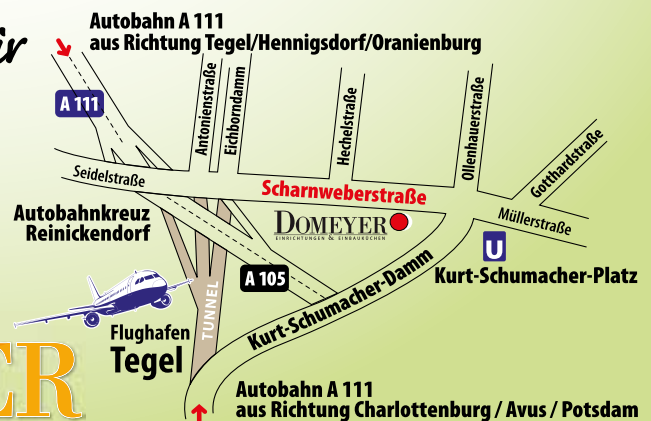 Autobahn A 111
aus Richtung Tegel/Hennigsdorf/Oranienburg
A 111
Antonienstraße
Eichborndamm
Hechelstraße
Ollenhauerstraße
Gotthardstraße
Seidelstraße
Scharnweberstraße
Müllerstraße
Autobahnkreuz
Reinickendorf
DOMEYER
EINRICHTUNGEN & EINBAUKÜCHEN
U
Kurt-Schumacher-Platz
A 105
Kurt-Schumacher-Damm
TUNNEL
Flughafen
Tegel
ER
Autobahn A 111
aus Richtung Charlottenburg / Avus / Potsdam